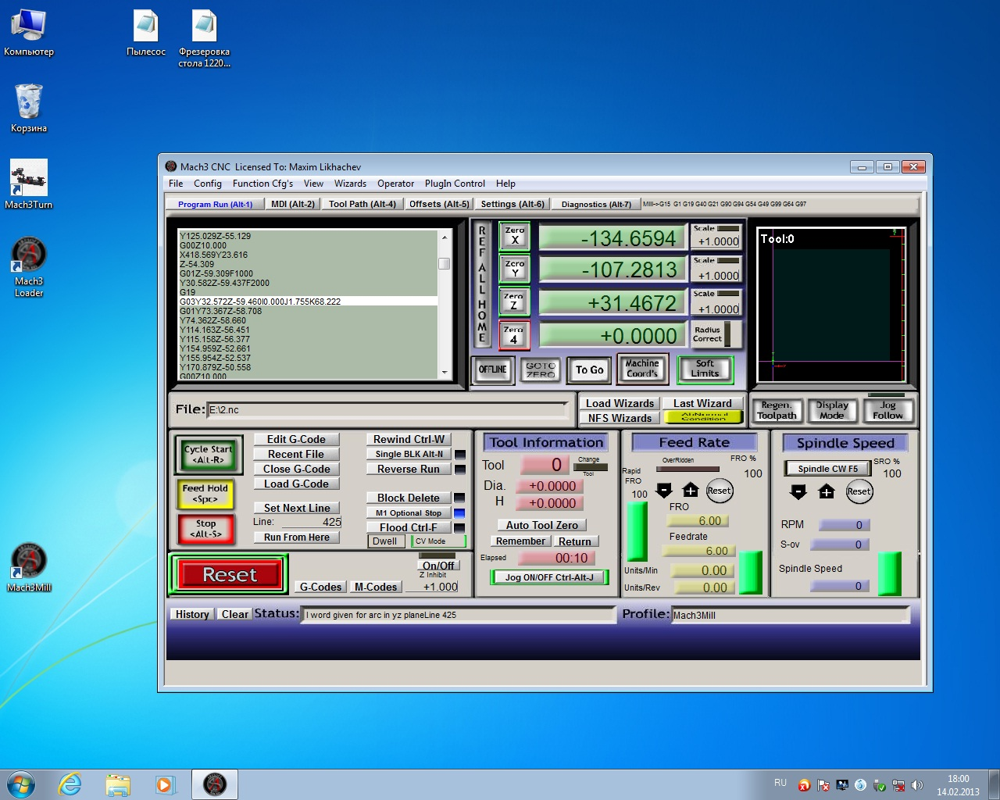 Компьютер
Пылесос
Фрезеровка
стола 1220...
Корзина
Mach3Turn
Mach3
Loader
Mach3Mill
Mach3 CNC Licensed To: Maxim Likhachev
File Config Function Cfg's View Wizards Operator PlugIn Control Help
Program Run (Alt-1) MDI (Alt-2) Tool Path (Alt-4) Offsets (Alt-5) Settings (Alt-6) Diagnostics (Alt-7) Mill->G15 G1 G19 G40 G21 G90 G94 G54 G49 G99 G64 G97
Y125.029Z-55.129
G00Z10.000
X418.569Y23.616
Z-54.309
G01Z-59.309F1000
Y30.582Z-59.437F2000
G19
G03Y32.572Z-59.460I0.000J1.755K68.222
G01Y73.367Z-58.708
Y74.362Z-58.660
Y114.163Z-56.451
Y115.158Z-56.377
Y154.959Z-52.661
Y155.954Z-52.537
Y170.879Z-50.558
G00Z10.000
REF ALL HOME
Zero X -134.6594 Scale +1.0000
Zero Y -107.2813 Scale +1.0000
Zero Z +31.4672 Scale +1.0000
Zero 4 +0.0000 Radius Correct
OFFLINE GOTO ZERO To Go Machine Coord's Soft Limits
Tool:0
File: E:\2.nc
Load Wizards Last Wizard
NFS Wizards
Condition
Regen. Toolpath Display Mode Jog Follow
Cycle Start <Alt-R>
Feed Hold <Spc>
Stop <Alt-S>
Edit G-Code
Recent File
Close G-Code
Load G-Code
Set Next Line
Line: 425
Run From Here
Rewind Ctrl-W
Single BLK Alt-N
Reverse Run
Block Delete
M1 Optional Stop
Flood Ctrl-F
Dwell CV Mode
Reset
G-Codes M-Codes
On/Off
Z Inhibit
+1.000
Tool Information
Tool 0 Change Tool
Dia. +0.0000
H +0.0000
Auto Tool Zero
Remember Return
Elapsed 00:10
Jog ON/OFF Ctrl-Alt-J
Feed Rate
OverRidden
FRO %
100
Rapid FRO
100
Reset
FRO
6.00
Feedrate
6.00
Units/Min 0.00
Units/Rev 0.00
Spindle Speed
Spindle CW F5
SRO %
100
Reset
RPM 0
S-ov 0
Spindle Speed
0
History Clear Status: I word given for arc in yz planeLine 425 Profile: Mach3Mill
RU
18:00
14.02.2013